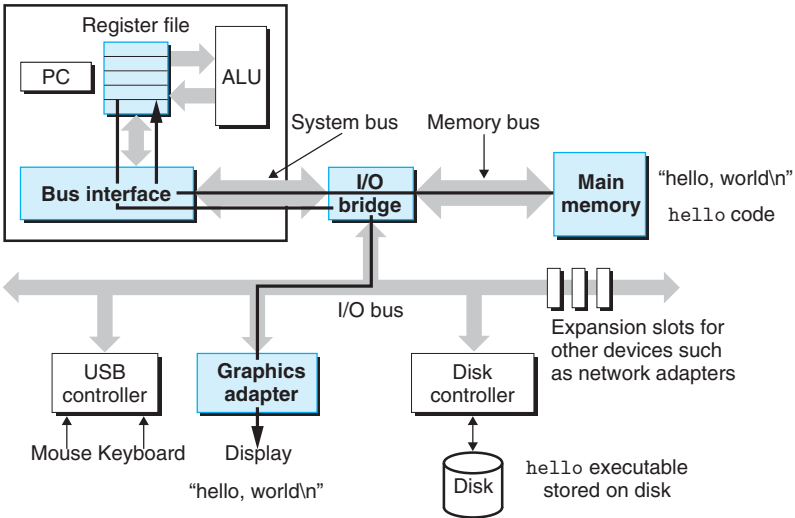 Register file
PC
ALU
System bus
Memory bus
Bus interface
I/O
bridge
Main
memory
“hello, world\n”
hello code
I/O bus
Expansion slots for
other devices such
as network adapters
USB
controller
Graphics
adapter
Disk
controller
Mouse Keyboard
Display
“hello, world\n”
Disk
hello executable
stored on disk